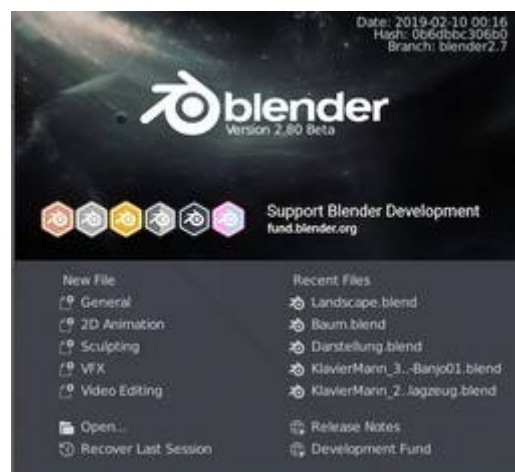 Date: 2019-02-10 00:16
Hash: 0b6dbbc306b0
Branch: blender2.7
blender
Version 2.80 Beta
Support Blender Development
fund.blender.org
New File
General
2D Animation
Sculpting
VFX
Video Editing
Open...
Recover Last Session
Recent Files
Landscape.blend
Baum.blend
Darstellung.blend
KlavierMann_3..-Banjo01.blend
KlavierMann_2..lagzeug.blend
Release Notes
Development Fund